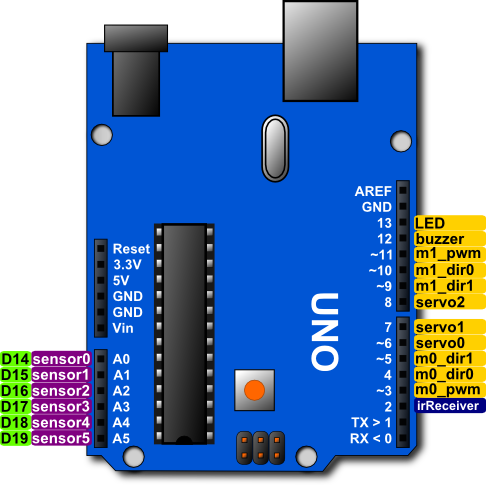 AREF
GND
13 LED
12 buzzer
~11 m1_pwm
~10 m1_dir0
~9 m1_dir1
8 servo2
Reset
3.3V
5V
GND
GND
Vin
UNO
7 servo1
~6 servo0
~5 m0_dir1
4 m0_dir0
~3 m0_pwm
2 irReceiver
TX > 1
RX < 0
D14 sensor0 A0
D15 sensor1 A1
D16 sensor2 A2
D17 sensor3 A3
D18 sensor4 A4
D19 sensor5 A5